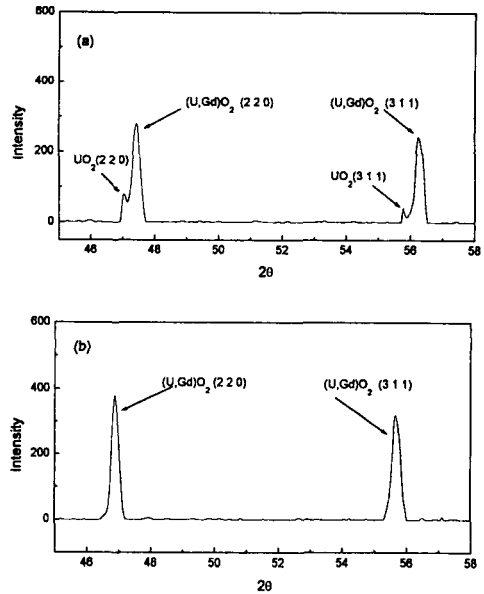 600
(a)
(U,Gd)O₂ (2 2 0)
(U,Gd)O₂ (3 1 1)
400
Intensity
200
UO₂(2 2 0)
UO₂(3 1 1)
0
46 48 50 52 54 56 58
2θ
600
(b)
(U,Gd)O₂ (2 2 0)
(U,Gd)O₂ (3 1 1)
400
Intensity
200
0
46 48 50 52 54 56 58
2θ